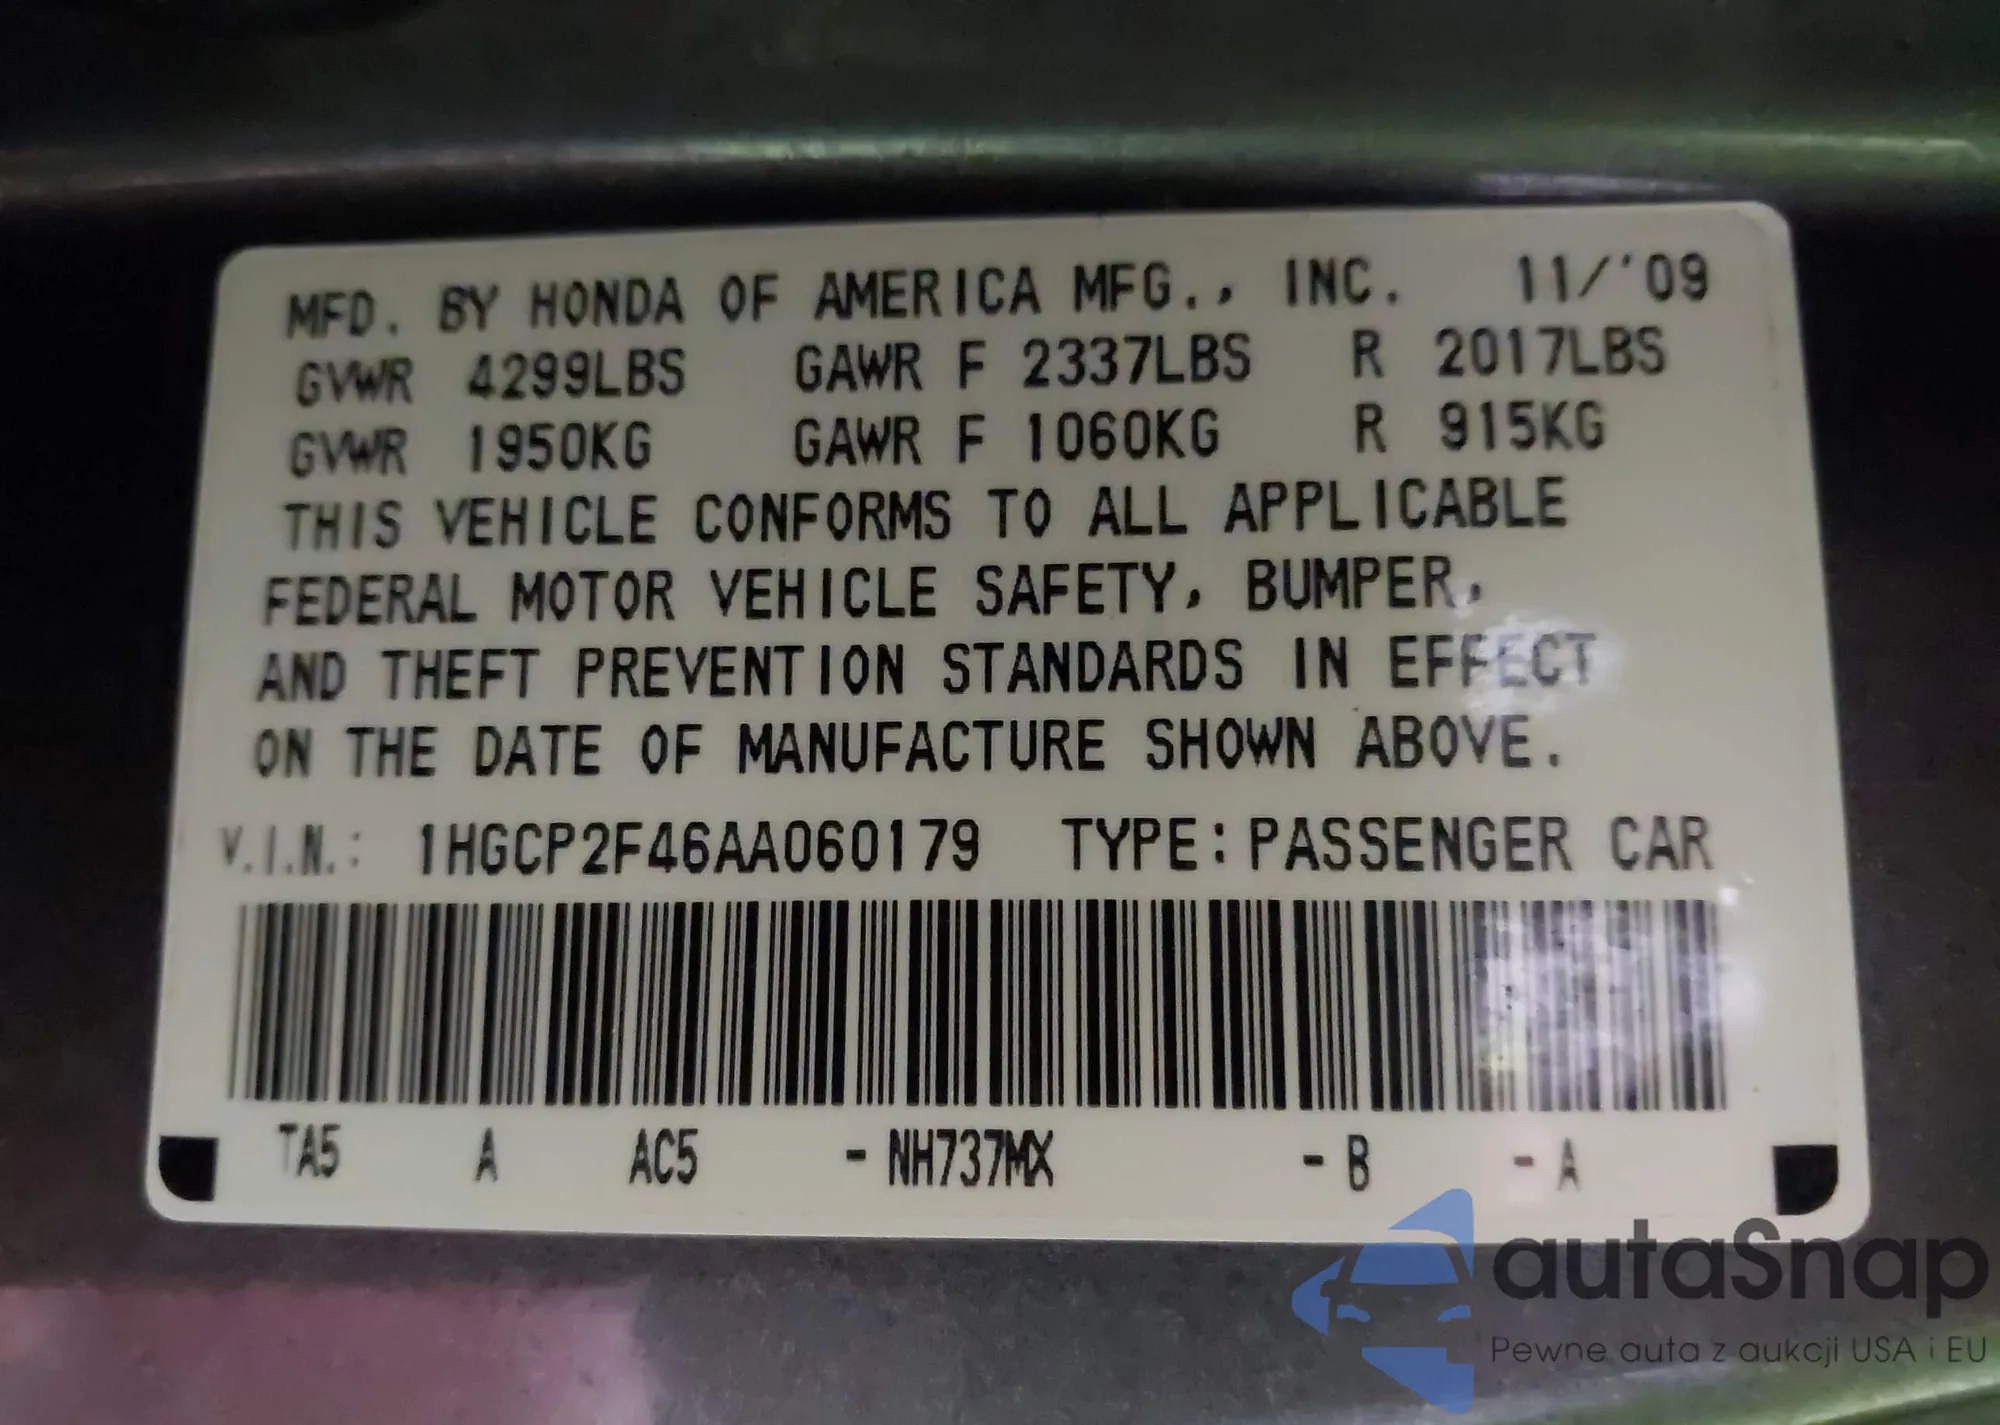 MFD. BY HONDA OF AMERICA MFG., INC. 11/'09
GVWR 4299LBS GAWR F 2337LBS R 2017LBS
GVWR 1950KG GAWR F 1060KG R 915KG
THIS VEHICLE CONFORMS TO ALL APPLICABLE
FEDERAL MOTOR VEHICLE SAFETY, BUMPER,
AND THEFT PREVENTION STANDARDS IN EFFECT
ON THE DATE OF MANUFACTURE SHOWN ABOVE.
V.I.N.: 1HGCP2F46AA060179 TYPE:PASSENGER CAR
TA5 A AC5 -NH737MX -B -A
autaSnap
Pewne auta z aukcji USA i EU